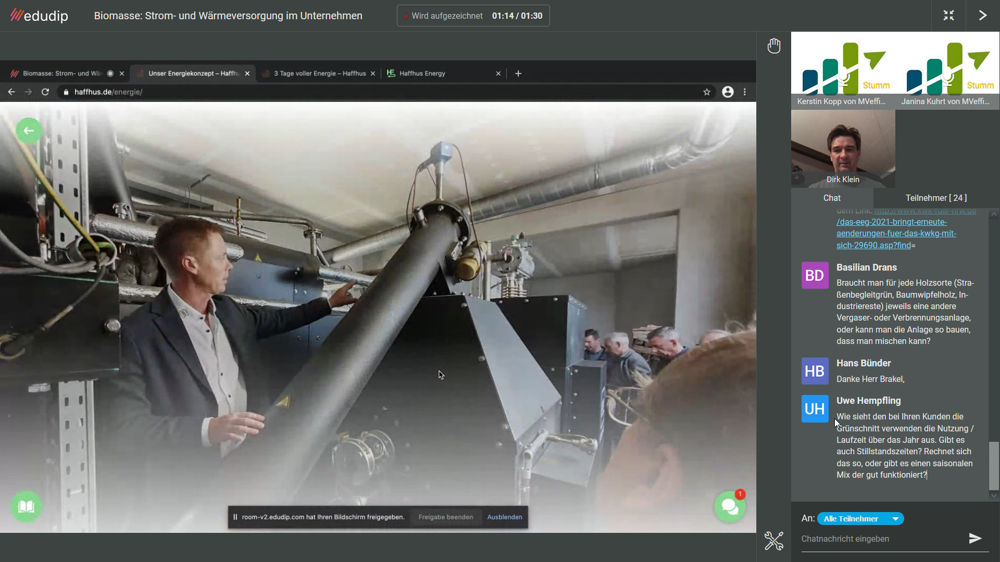 edudip
Biomasse: Strom- und Wärmeversorgung im Unternehmen
Wird aufgezeichnet 01:14 / 01:30
Biomasse: Strom- und Wär
Unser Energiekonzept – Haffhu
3 Tage voller Energie – Haffhus
HE Haffhus Energy
haffhus.de/energie/
1
room-v2.edudip.com hat Ihren Bildschirm freigegeben.
Freigabe beenden
Ausblenden
Stumm
Kerstin Kopp von MVeffi...
Stumm
Janina Kuhrt von MVeffi...
Dirk Klein
Chat
Teilnehmer [ 24 ]
dem Link: http://www.kwk-fuer-nrw.de
/das-eeg-2021-bringt-erneute-
aenderungen-fuer-das-kwkg-mit-
sich-29690.asp?find=
BD
Basilian Drans
Braucht man für jede Holzsorte (Stra-
ßenbegleitgrün, Baumwipfelholz, In-
dustriereste) jeweils eine andere
Vergaser- oder Verbrennungsanlage,
oder kann man die Anlage so bauen,
dass man mischen kann?
HB
Hans Bünder
Danke Herr Brakel,
UH
Uwe Hempfling
Wie sieht den bei Ihren Kunden die
Grünschnitt verwenden die Nutzung /
Laufzeit über das Jahr aus. Gibt es
auch Stillstandszeiten? Rechnet sich
das so, oder gibt es einen saisonalen
Mix der gut funktioniert?
An: Alle Teilnehmer
Chatnachricht eingeben